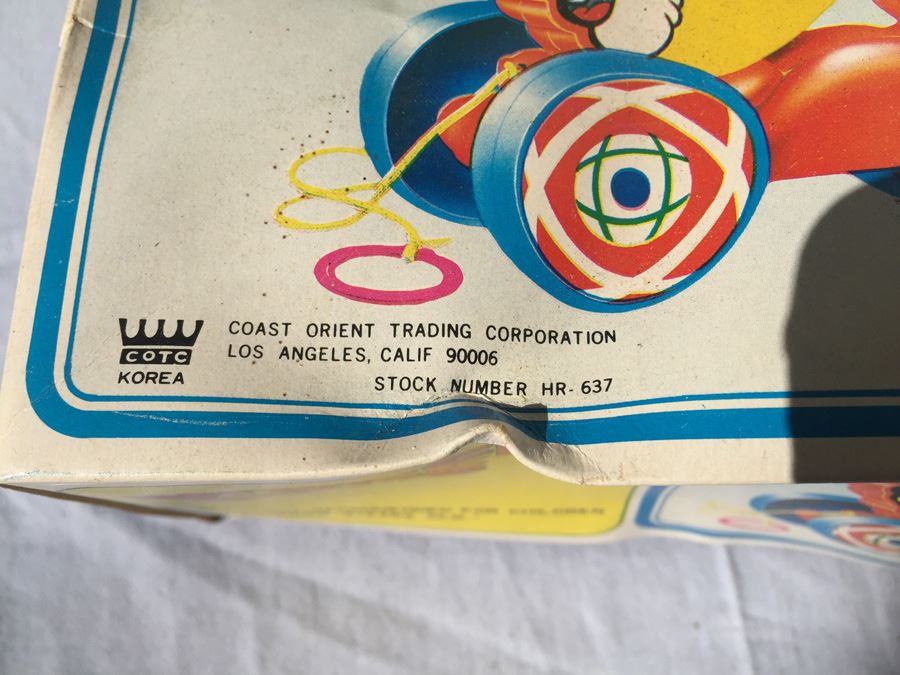 COTC
KOREA
COAST ORIENT TRADING CORPORATION
LOS ANGELES, CALIF 90006
STOCK NUMBER HR-637